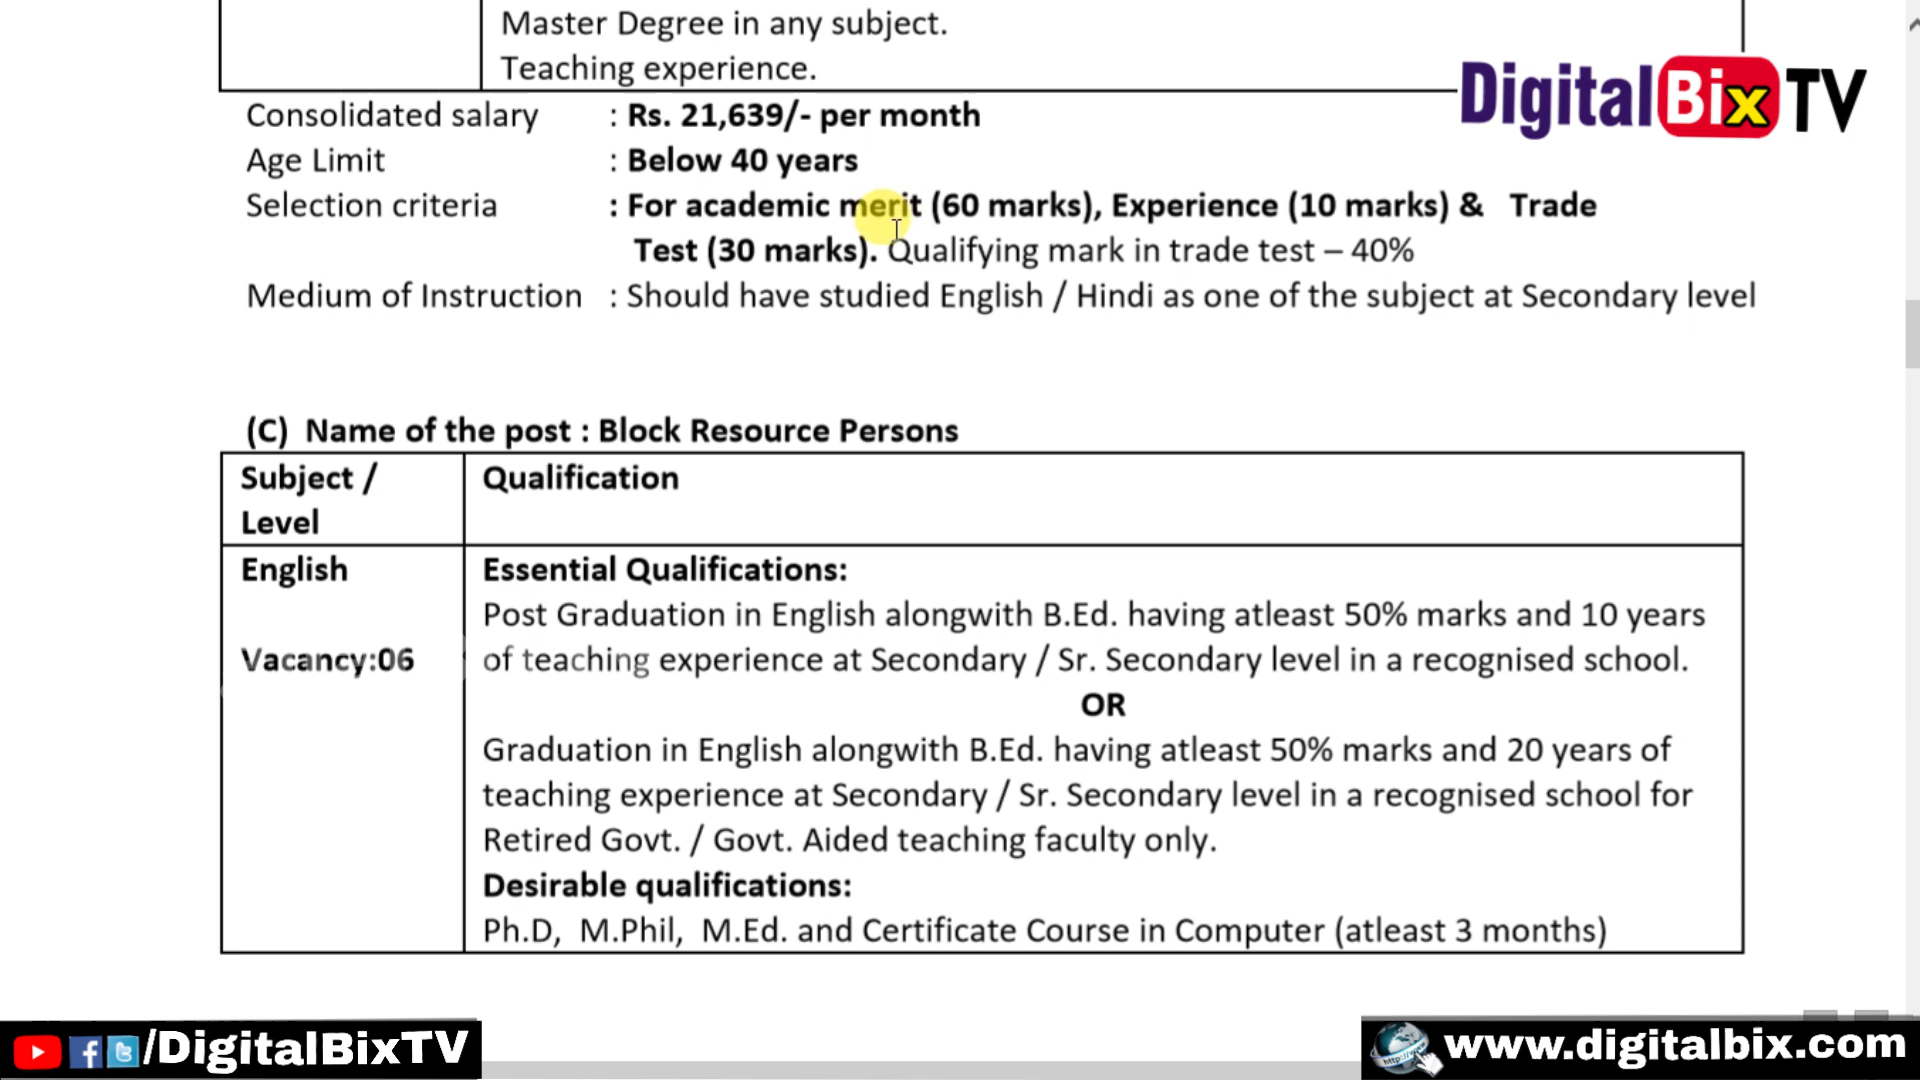 Master Degree in any subject.
Teaching experience.
DigitalBixTV
Consolidated salary : Rs. 21,639/- per month
Age Limit : Below 40 years
Selection criteria : For academic merit (60 marks), Experience (10 marks) & Trade
Test (30 marks). Qualifying mark in trade test – 40%
Medium of Instruction : Should have studied English / Hindi as one of the subject at Secondary level
(C) Name of the post : Block Resource Persons
Subject / Qualification
Level
English Essential Qualifications:
Post Graduation in English alongwith B.Ed. having atleast 50% marks and 10 years
Vacancy:06 of teaching experience at Secondary / Sr. Secondary level in a recognised school.
OR
Graduation in English alongwith B.Ed. having atleast 50% marks and 20 years of
teaching experience at Secondary / Sr. Secondary level in a recognised school for
Retired Govt. / Govt. Aided teaching faculty only.
Desirable qualifications:
Ph.D, M.Phil, M.Ed. and Certificate Course in Computer (atleast 3 months)
/DigitalBixTV
www.digitalbix.com